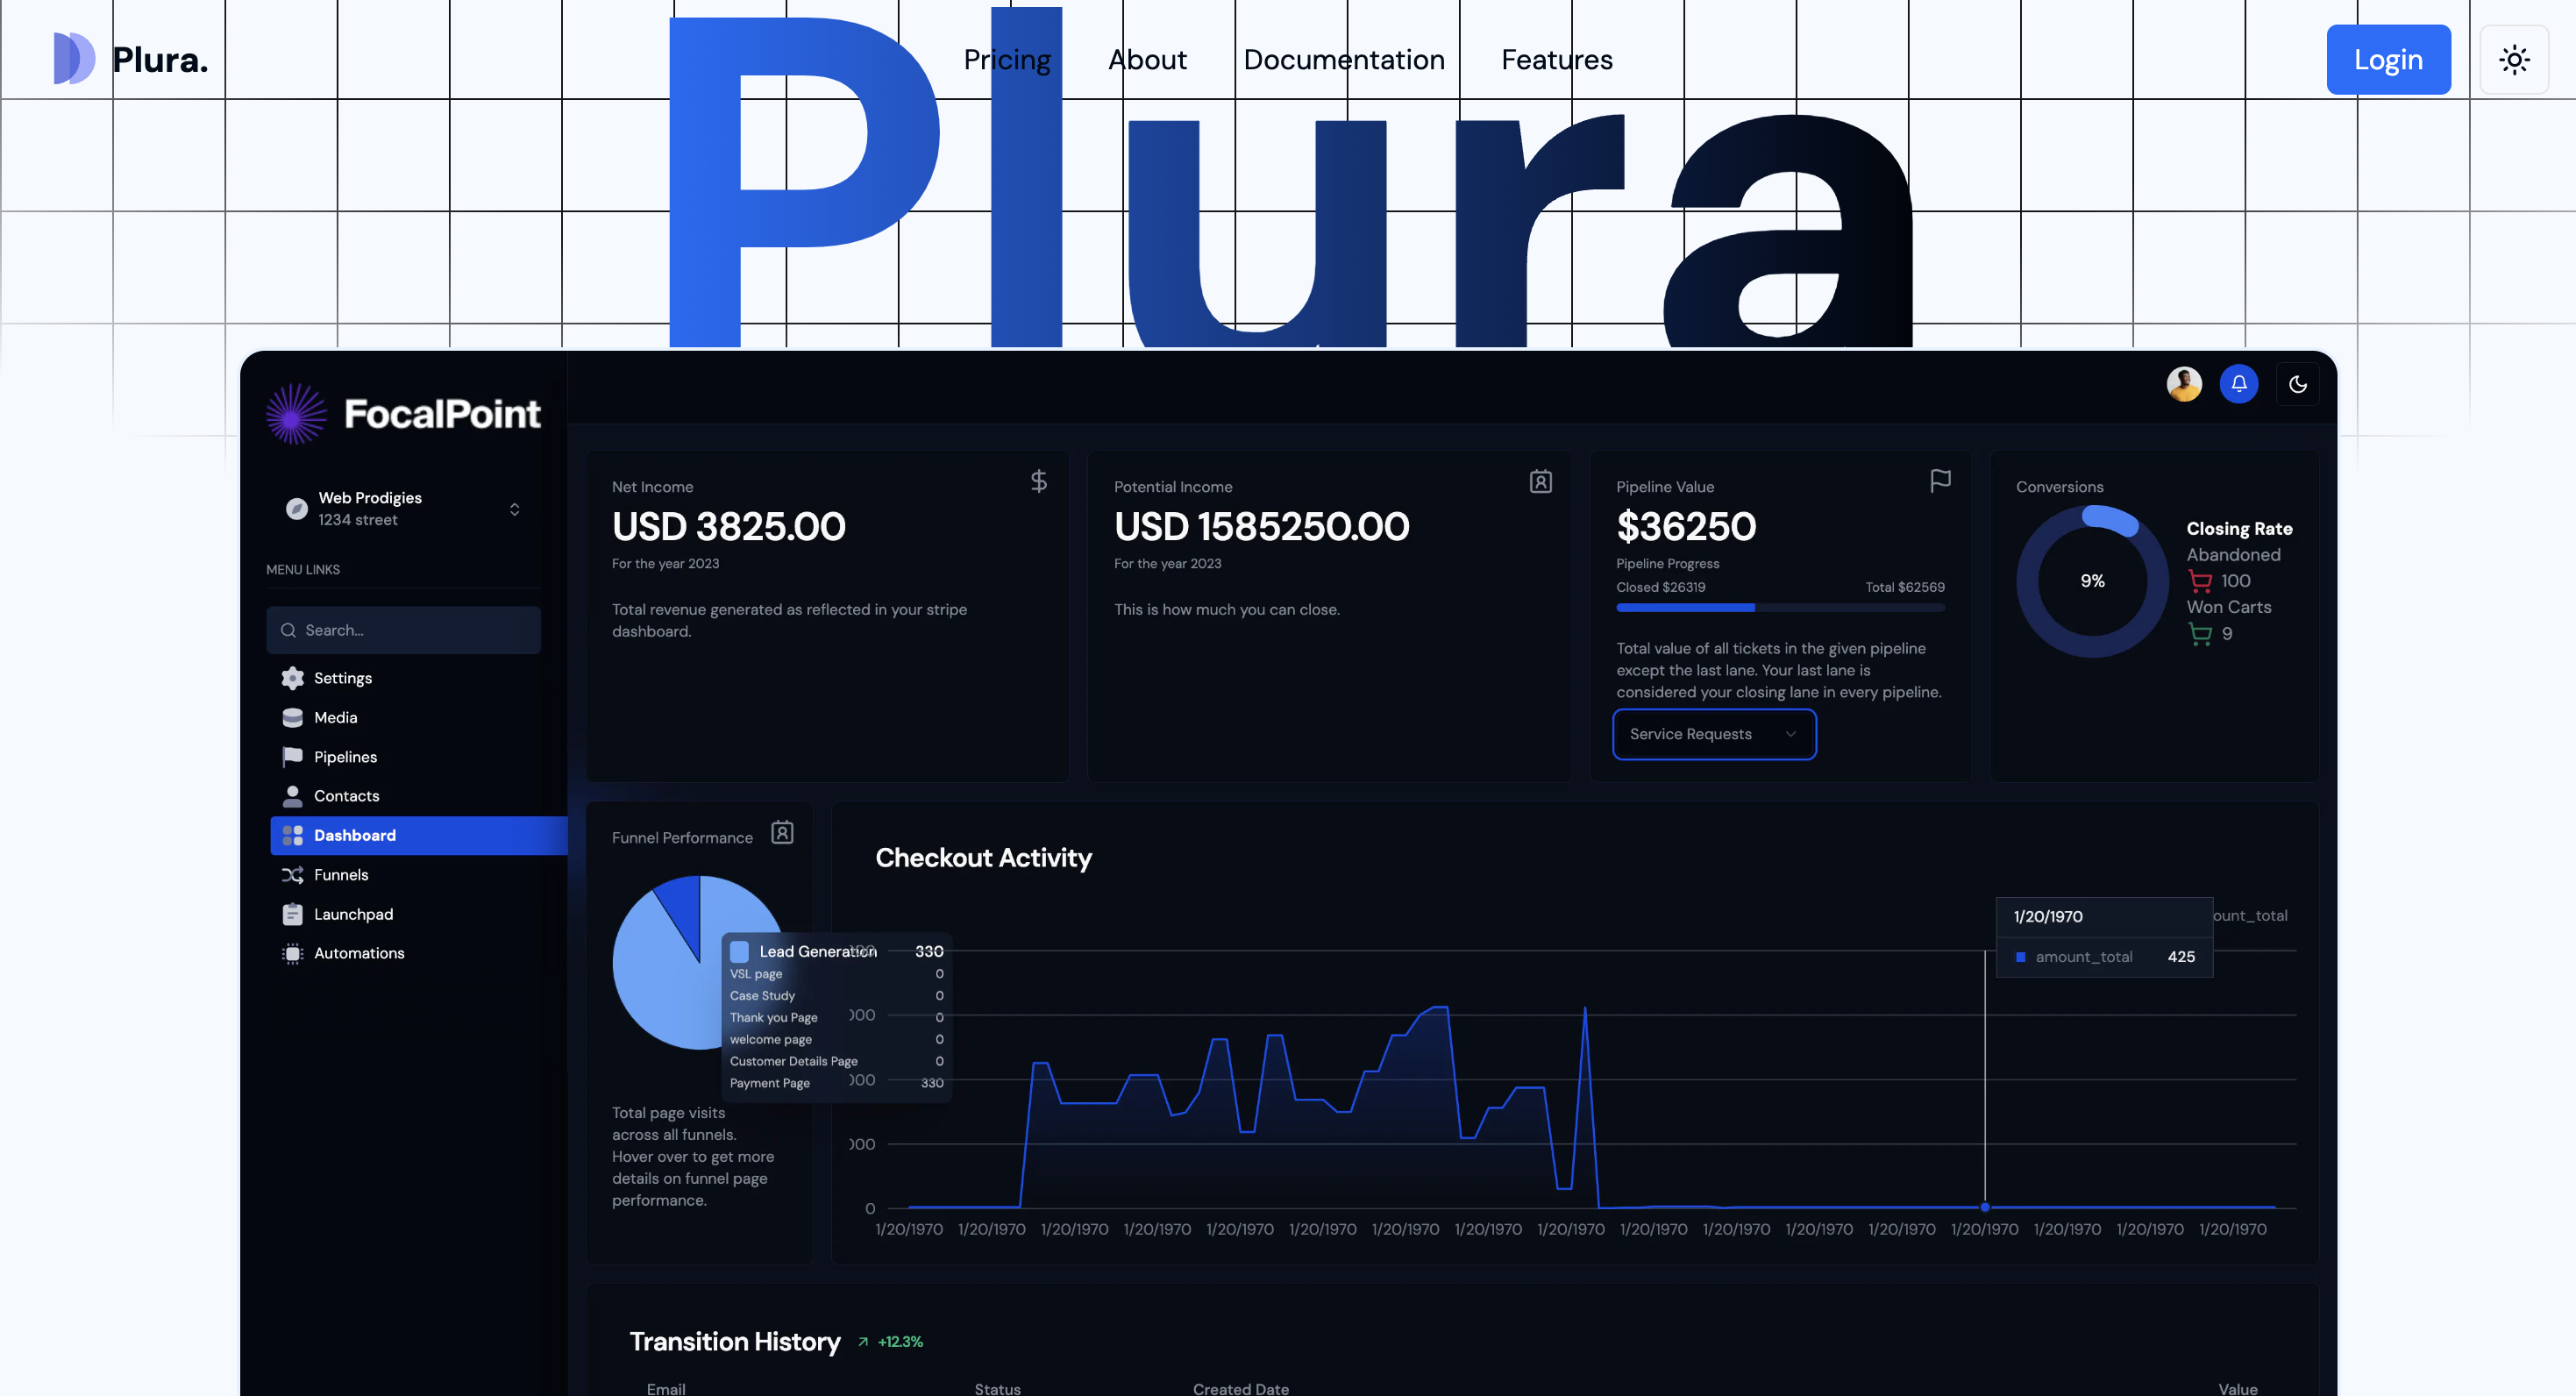 Plura.
Pricing
About
Documentation
Features
Login
Plura
FocalPoint
Web Prodigies
1234 street
MENU LINKS
Search...
Settings
Media
Pipelines
Contacts
Dashboard
Funnels
Launchpad
Automations
Net Income
USD 3825.00
For the year 2023
Total revenue generated as reflected in your stripe
dashboard.
Potential Income
USD 1585250.00
For the year 2023
This is how much you can close.
Pipeline Value
$36250
Pipeline Progress
Closed $26319
Total $62569
Total value of all tickets in the given pipeline
except the last lane. Your last lane is
considered your closing lane in every pipeline.
Service Requests
Conversions
9%
Closing Rate
Abandoned
100
Won Carts
9
Funnel Performance
Lead Generation 330
VSL page 0
Case Study 0
Thank you Page 0
welcome page 0
Customer Details Page 0
Payment Page 330
Total page visits
across all funnels.
Hover over to get more
details on funnel page
performance.
Checkout Activity
1/20/1970
ount_total
amount_total 425
000
000
000
0
1/20/1970 1/20/1970 1/20/1970 1/20/1970 1/20/1970 1/20/1970 1/20/1970 1/20/1970 1/20/1970 1/20/1970 1/20/1970 1/20/1970 1/20/1970 1/20/1970 1/20/1970 1/20/1970 1/20/1970
Transition History +12.3%
Email Status Created Date Value